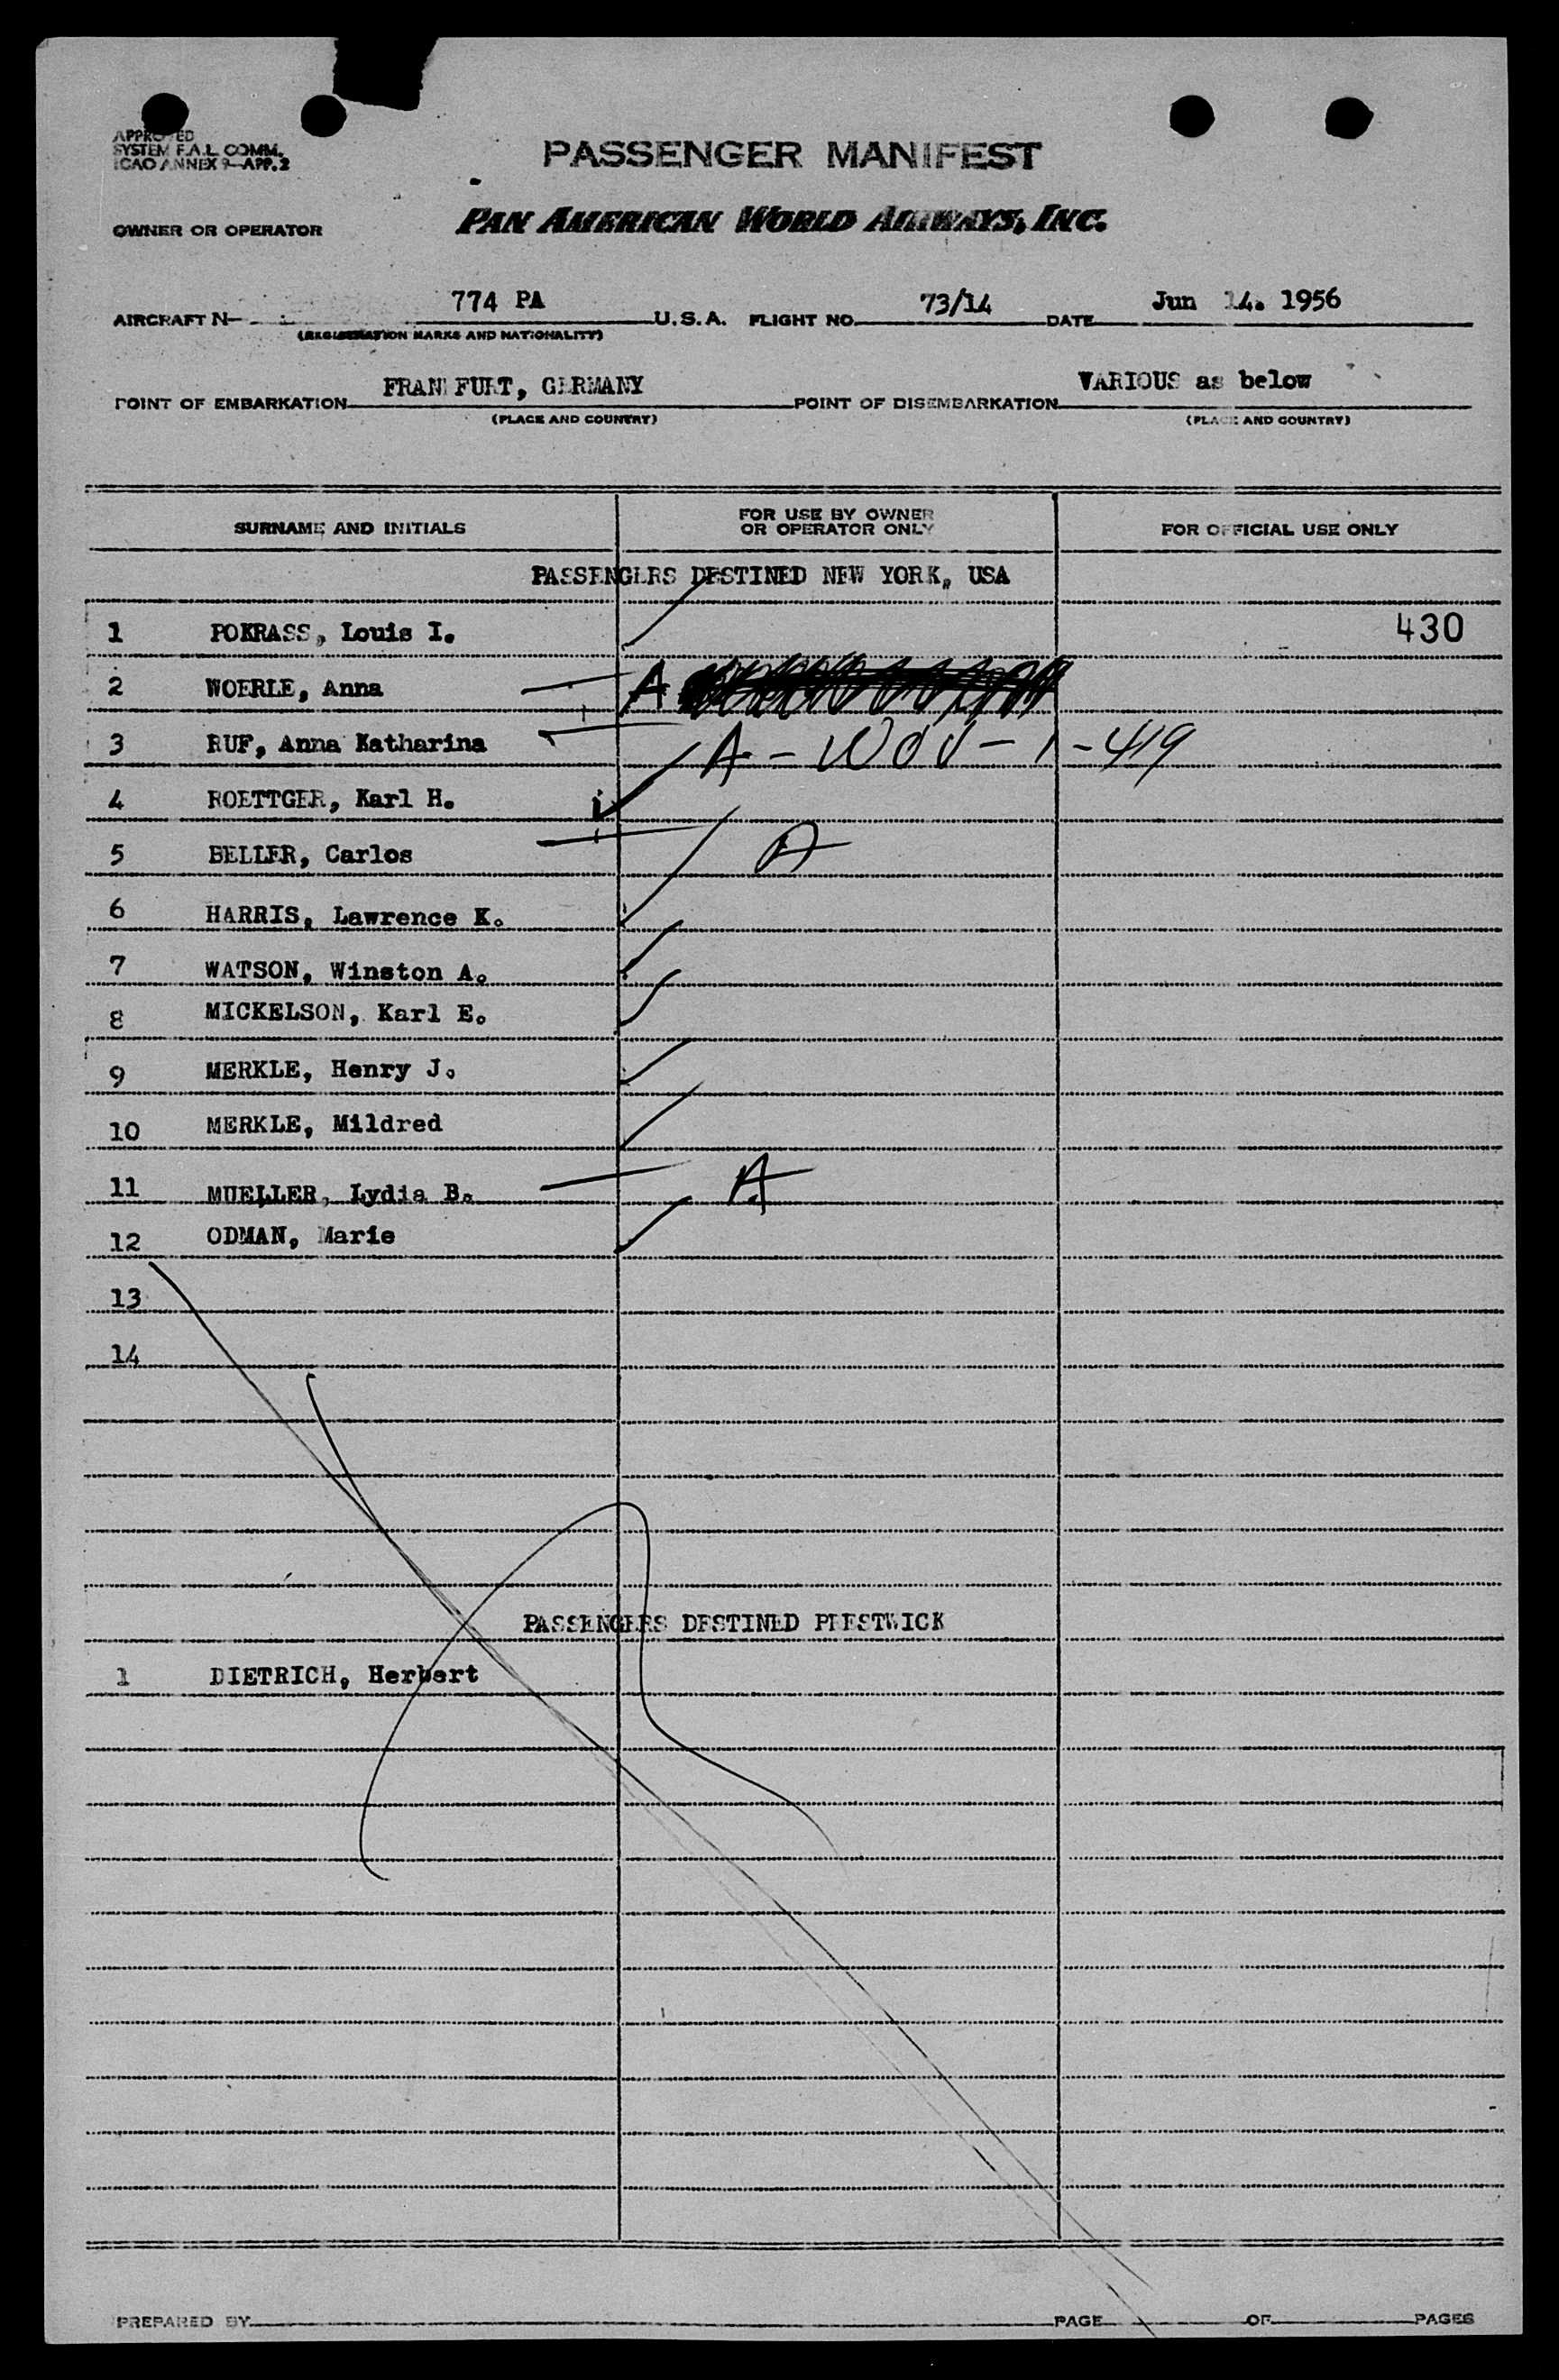 APPROVED
SYSTEM F.A.L. COMM.
ICAO ANNEX 9—APP. 2
PASSENGER MANIFEST
OWNER OR OPERATOR PAN AMERICAN WORLD AIRWAYS, INC.
AIRCRAFT N— 774 PA U.S.A. FLIGHT NO. 73/14 DATE Jun 14. 1956
(REGISTRATION MARKS AND NATIONALITY)
POINT OF EMBARKATION FRANKFURT, GERMANY POINT OF DISEMBARKATION VARIOUS as below
(PLACE AND COUNTRY) (PLACE AND COUNTRY)
SURNAME AND INITIALS FOR USE BY OWNER OR OPERATOR ONLY FOR OFFICIAL USE ONLY
PASSENGERS DESTINED NEW YORK, USA
1 POKRASS, Louis I. 430
2 WOERLE, Anna A
3 RUF, Anna Katharina A - - 1 - 419
4 ROETTGER, Karl H.
5 BELLER, Carlos A
6 HARRIS, Lawrence K.
7 WATSON, Winston A.
8 MICKELSON, Karl E.
9 MERKLE, Henry J.
10 MERKLE, Mildred
11 MUELLER, Lydia B. A
12 ODMAN, Marie
13
14
PASSENGERS DESTINED PRESTWICK
1 DIETRICH, Herbert
PREPARED BY PAGE OF PAGES